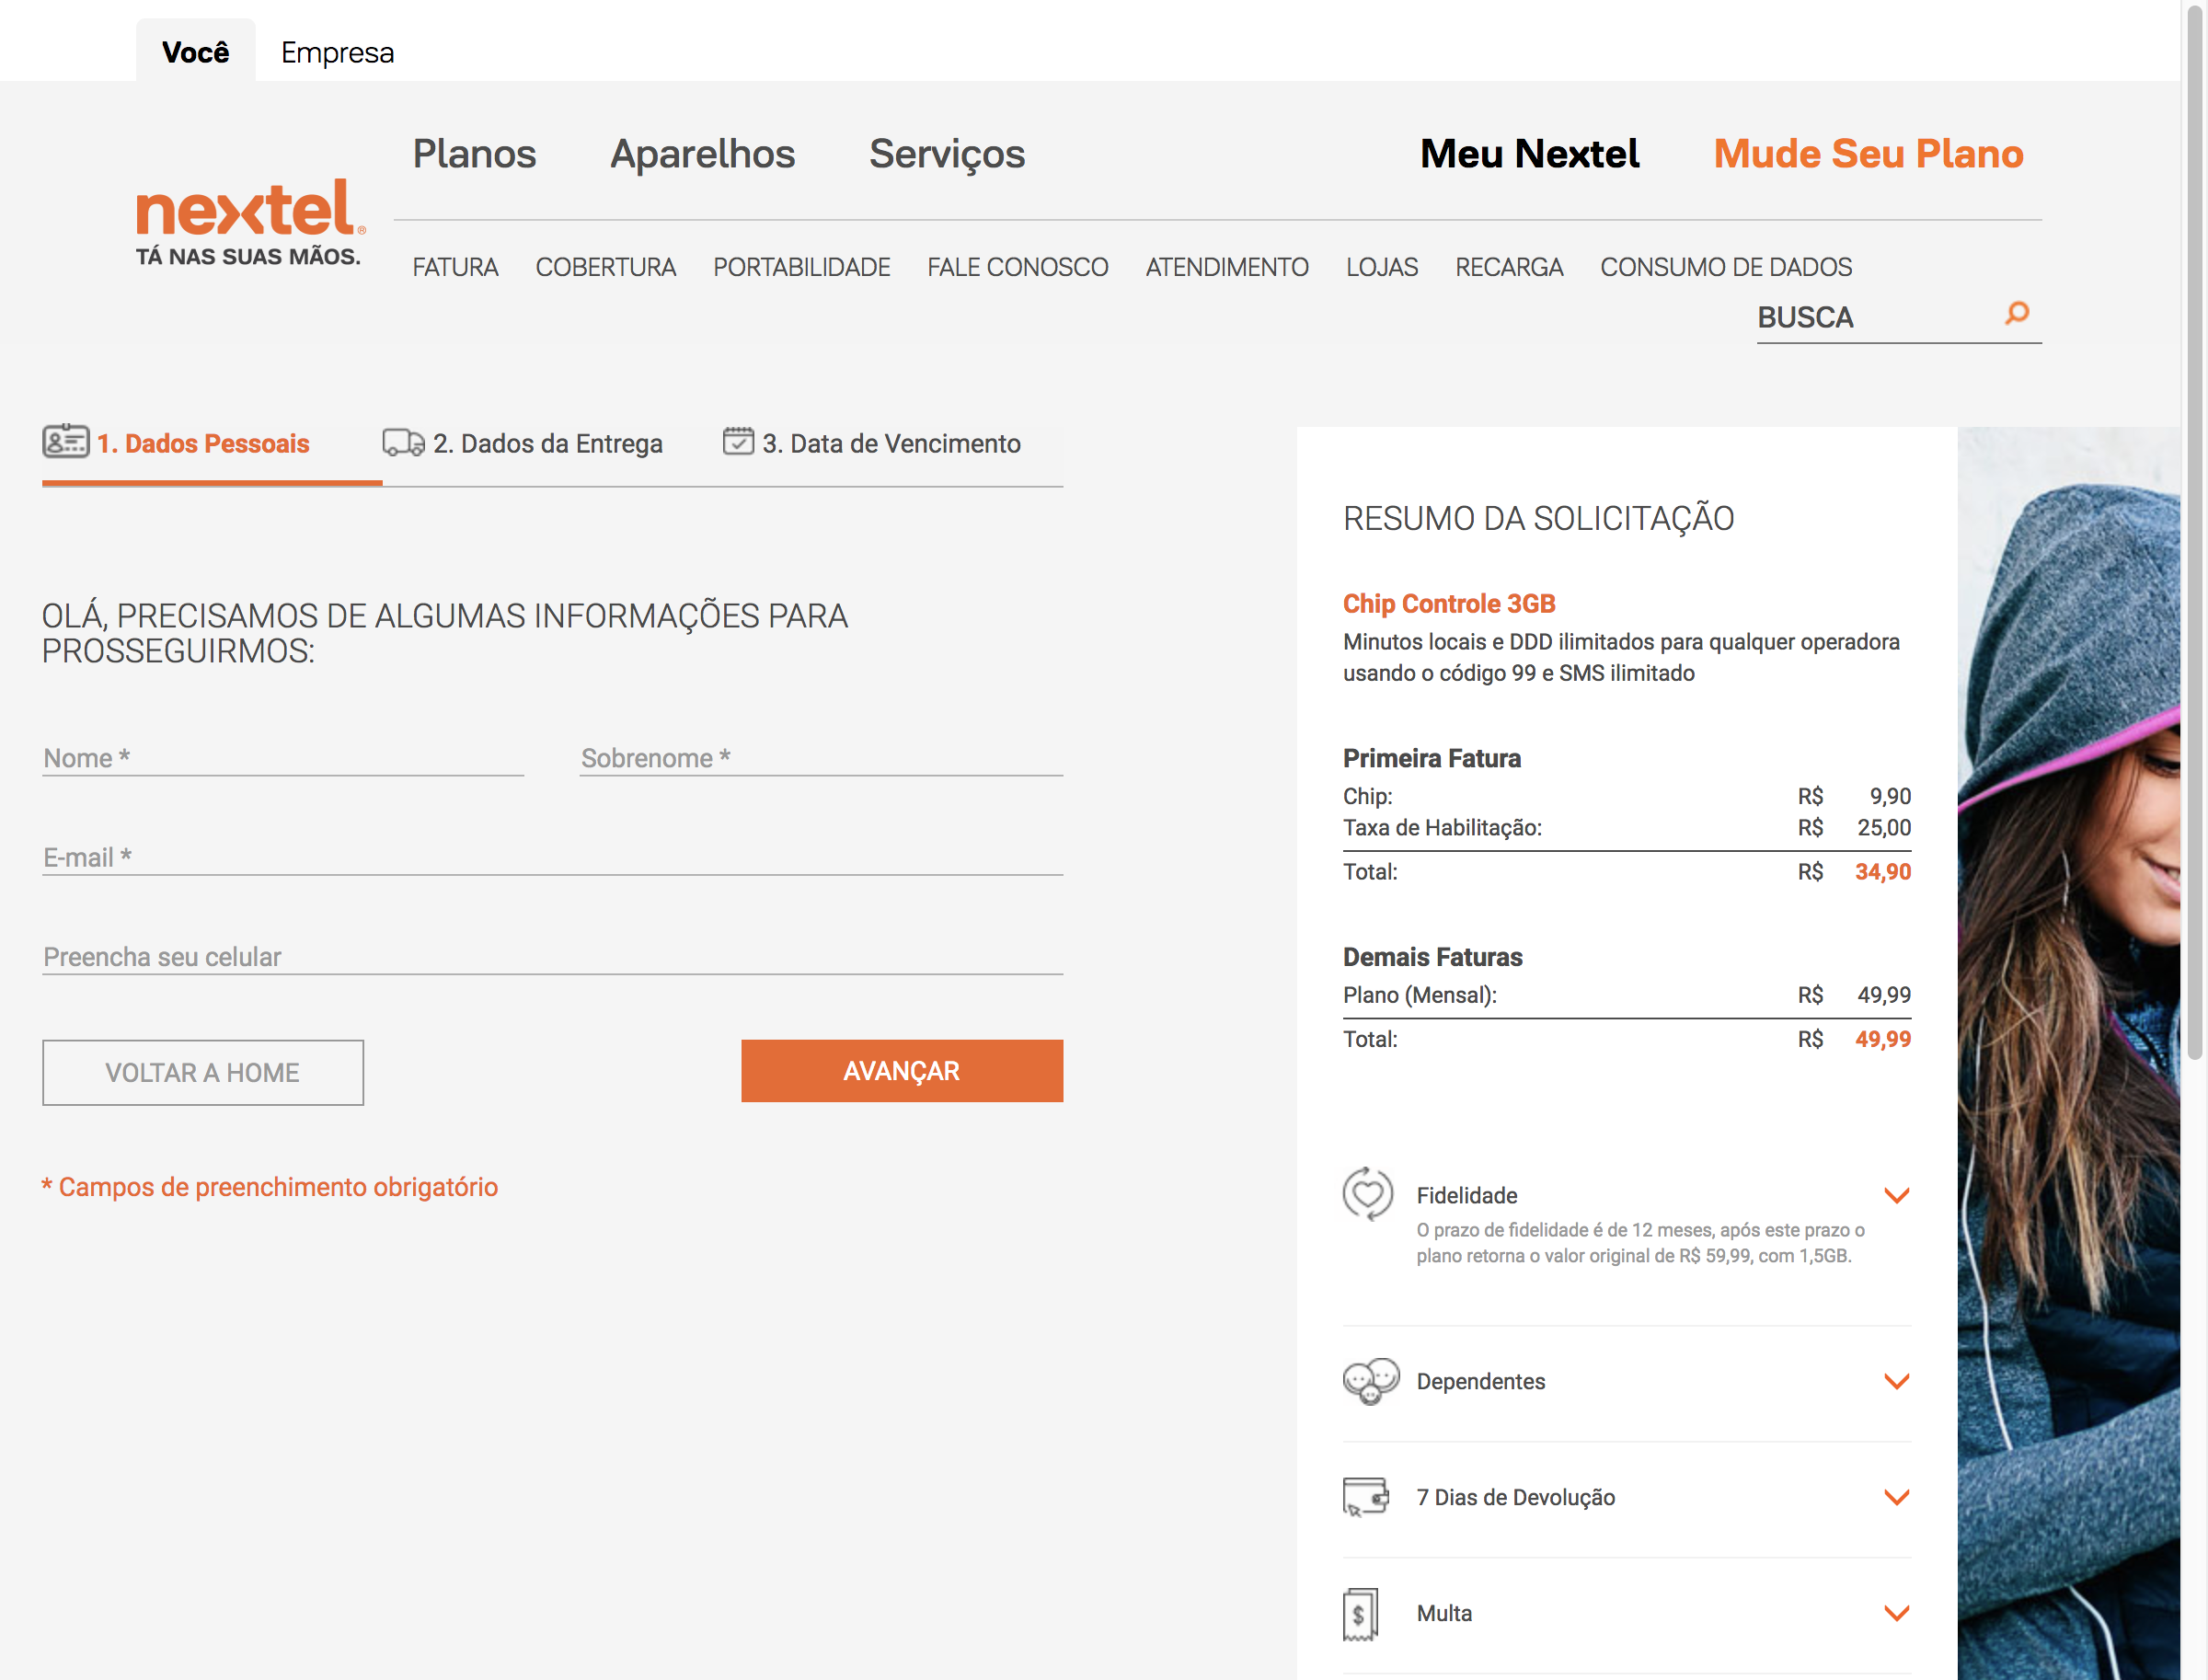 Você Empresa
Planos Aparelhos Serviços Meu Nextel Mude Seu Plano
nextel®
TÁ NAS SUAS MÃOS.
FATURA COBERTURA PORTABILIDADE FALE CONOSCO ATENDIMENTO LOJAS RECARGA CONSUMO DE DADOS
BUSCA
1. Dados Pessoais 2. Dados da Entrega 3. Data de Vencimento
OLÁ, PRECISAMOS DE ALGUMAS INFORMAÇÕES PARA
PROSSEGUIRMOS:
Nome * Sobrenome *
E-mail *
Preencha seu celular
VOLTAR A HOME AVANÇAR
* Campos de preenchimento obrigatório
RESUMO DA SOLICITAÇÃO
Chip Controle 3GB
Minutos locais e DDD ilimitados para qualquer operadora
usando o código 99 e SMS ilimitado
Primeira Fatura
Chip: R$ 9,90
Taxa de Habilitação: R$ 25,00
Total: R$ 34,90
Demais Faturas
Plano (Mensal): R$ 49,99
Total: R$ 49,99
Fidelidade
O prazo de fidelidade é de 12 meses, após este prazo o
plano retorna o valor original de R$ 59,99, com 1,5GB.
Dependentes
7 Dias de Devolução
$ Multa